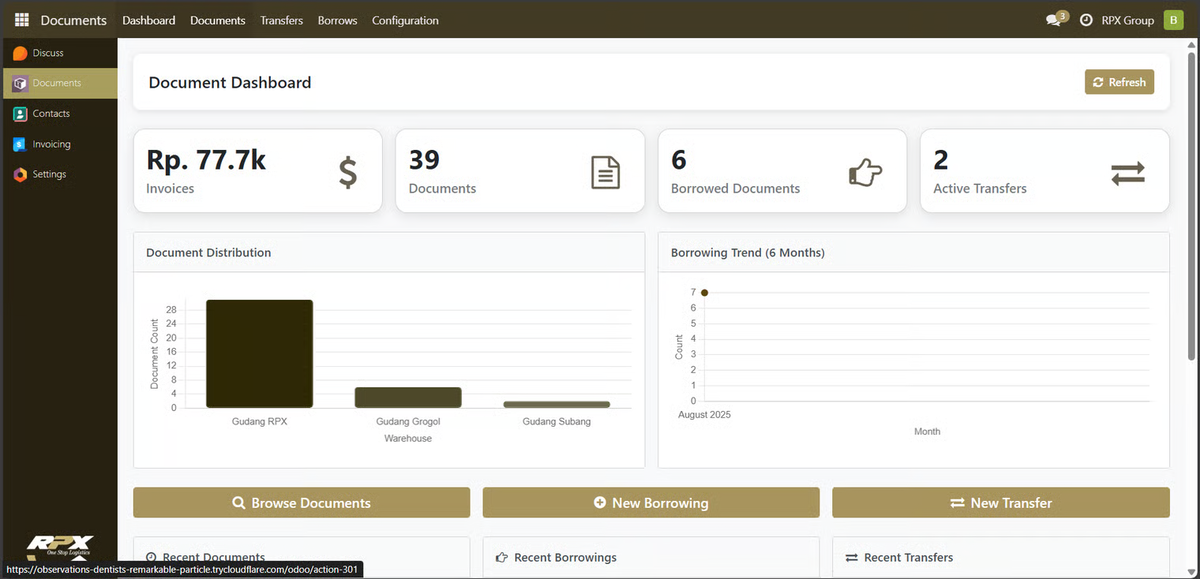 Documents Dashboard Documents Transfers Borrows Configuration 3 RPX Group B
Discuss
Documents
Contacts
Invoicing
Settings
Document Dashboard
Refresh
Rp. 77.7k
Invoices
39
Documents
6
Borrowed Documents
2
Active Transfers
Document Distribution
Document Count
28
24
20
16
12
8
4
0
Gudang RPX Gudang Grogol Gudang Subang
Warehouse
Borrowing Trend (6 Months)
Count
7
6
5
4
3
2
1
0
August 2025
Month
Browse Documents
New Borrowing
New Transfer
Recent Documents
Recent Borrowings
Recent Transfers
RPX
One Stop Logistics
https://observations-dentists-remarkable-particle.trycloudflare.com/odoo/action-301